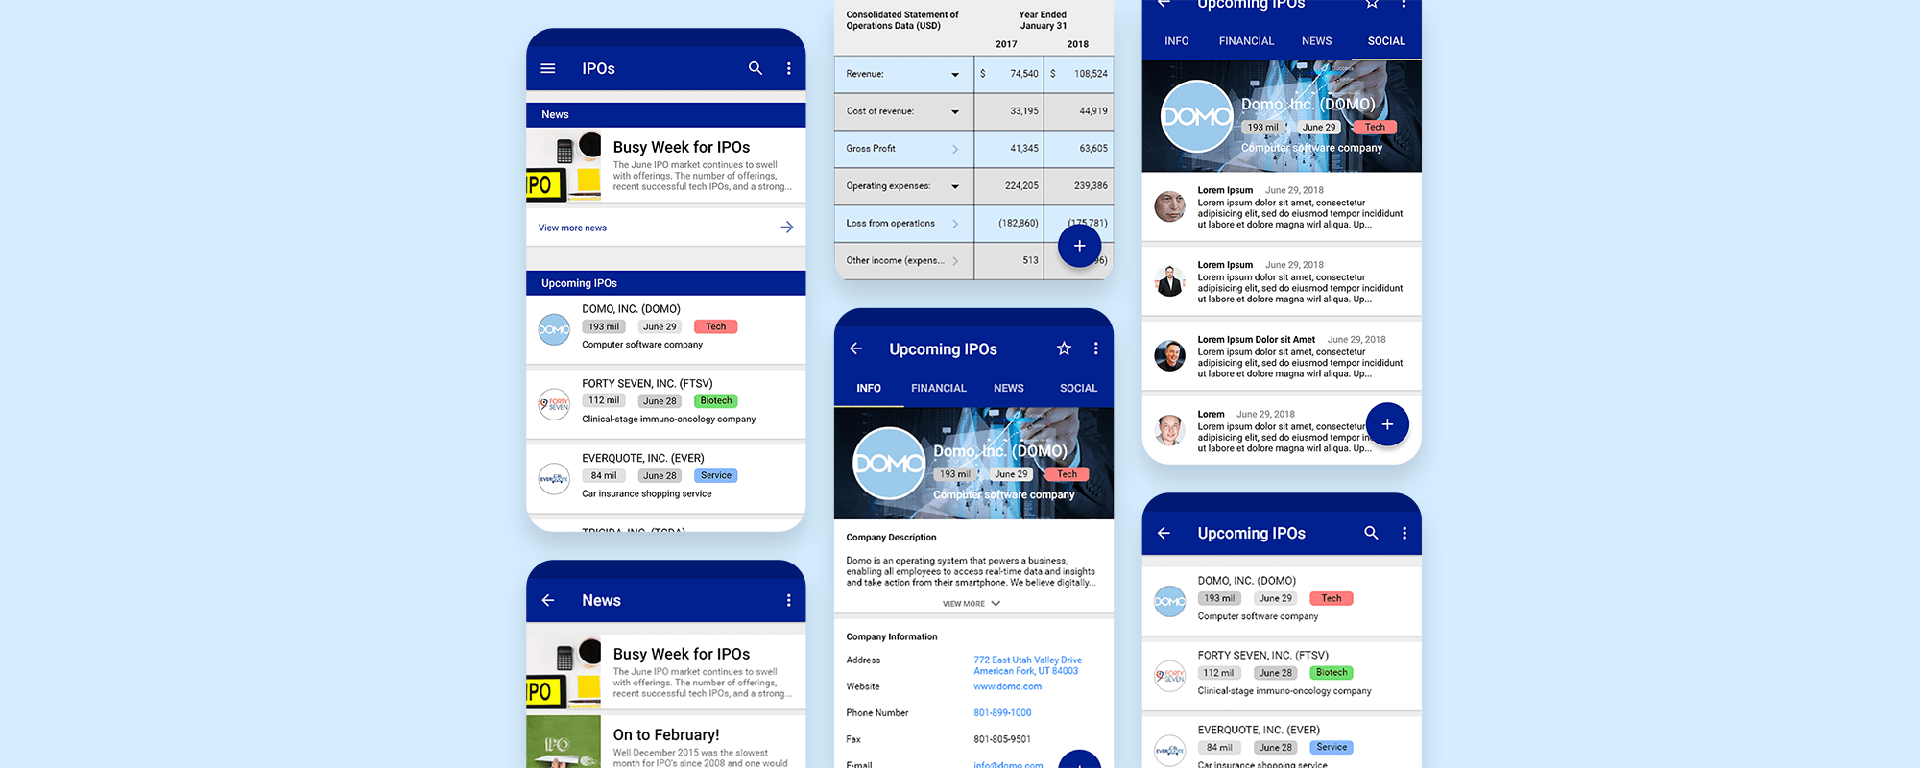 IPOs
News
IPO
Busy Week for IPOs
The June IPO market continues to swell
with offerings. The number of offerings,
recent successful tech IPOs, and a strong...
View more news
Upcoming IPOs
DOMO, INC. (DOMO)
DOMO
193 mil June 29 Tech
Computer software company
FORTY SEVEN, INC. (FTSV)
FORTY
SEVEN
112 mil June 28 Biotech
Clinical-stage immuno-oncology company
EVERQUOTE, INC. (EVER)
84 mil June 28 Service
Car insurance shopping service
News
IPO
Busy Week for IPOs
The June IPO market continues to swell
with offerings. The number of offerings,
recent successful tech IPOs, and a strong...
IPO
On to February!
Well December 2015 was the slowest
month for IPO's since 2008 and one would
Consolidated Statement of
Operations Data (USD)
Year Ended
January 31
2017 2018
Revenue: $ 74,540 $ 108,524
Cost of revenue: 33,195 44,919
Gross Profit 41,345 63,605
Operating expenses: 224,205 239,386
Loss from operations (182,860) (175,781)
Other income (expens... 513 96)
Upcoming IPOs
INFO FINANCIAL NEWS SOCIAL
DOMO
Domo, Inc. (DOMO)
193 mil June 29 Tech
Computer software company
Company Description
Domo is an operating system that powers a business,
enabling all employees to access real-time data and insights
and take action from their smartphone. We believe digitally...
VIEW MORE
Company Information
Address 772 East Utah Valley Drive
American Fork, UT 84003
Website www.domo.com
Phone Number 801-899-1000
Fax 801-805-9501
E-mail info@domo.com
Upcoming IPOs
INFO FINANCIAL NEWS SOCIAL
DOMO
Domo, Inc. (DOMO)
193 mil June 29 Tech
Computer software company
Lorem Ipsum June 29, 2018
Lorem ipsum dolor sit amet, consectetur
adipisicing elit, sed do eiusmod tempor incididunt
ut labore et dolore magna wirl aliqua. Up...
Lorem Ipsum June 29, 2018
Lorem ipsum dolor sit amet, consectetur
adipisicing elit, sed do eiusmod tempor incididunt
ut labore et dolore magna wirl aliqua. Up...
Lorem Ipsum Dolor sit Amet June 29, 2018
Lorem ipsum dolor sit amet, consectetur
adipisicing elit, sed do eiusmod tempor incididunt
ut labore et dolore magna wirl aliqua. Up...
Lorem June 29, 2018
Lorem ipsum dolor sit amet, consectetur
adipisicing elit, sed do eiusmod tempor in
ut labore et dolore magna wirl aliqua. Up...
Upcoming IPOs
DOMO, INC. (DOMO)
DOMO
193 mil June 29 Tech
Computer software company
FORTY SEVEN, INC. (FTSV)
FORTY
SEVEN
112 mil June 28 Biotech
Clinical-stage immuno-oncology company
EVERQUOTE, INC. (EVER)
84 mil June 28 Service
Car insurance shopping service